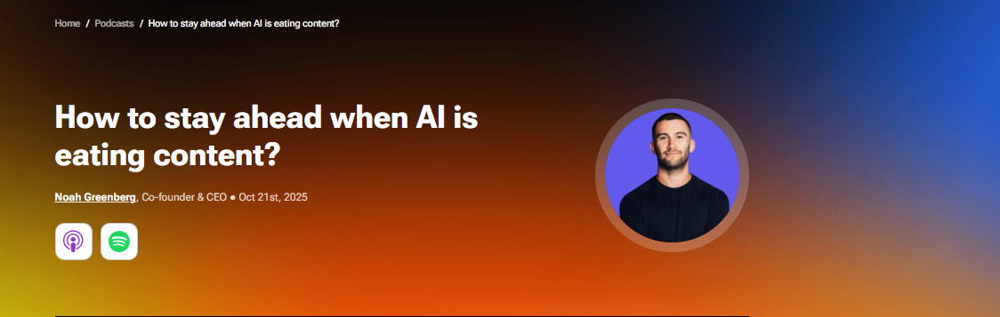 Home / Podcasts / How to stay ahead when AI is eating content?
How to stay ahead when AI is
eating content?
Noah Greenberg, Co-founder & CEO ● Oct 21st, 2025